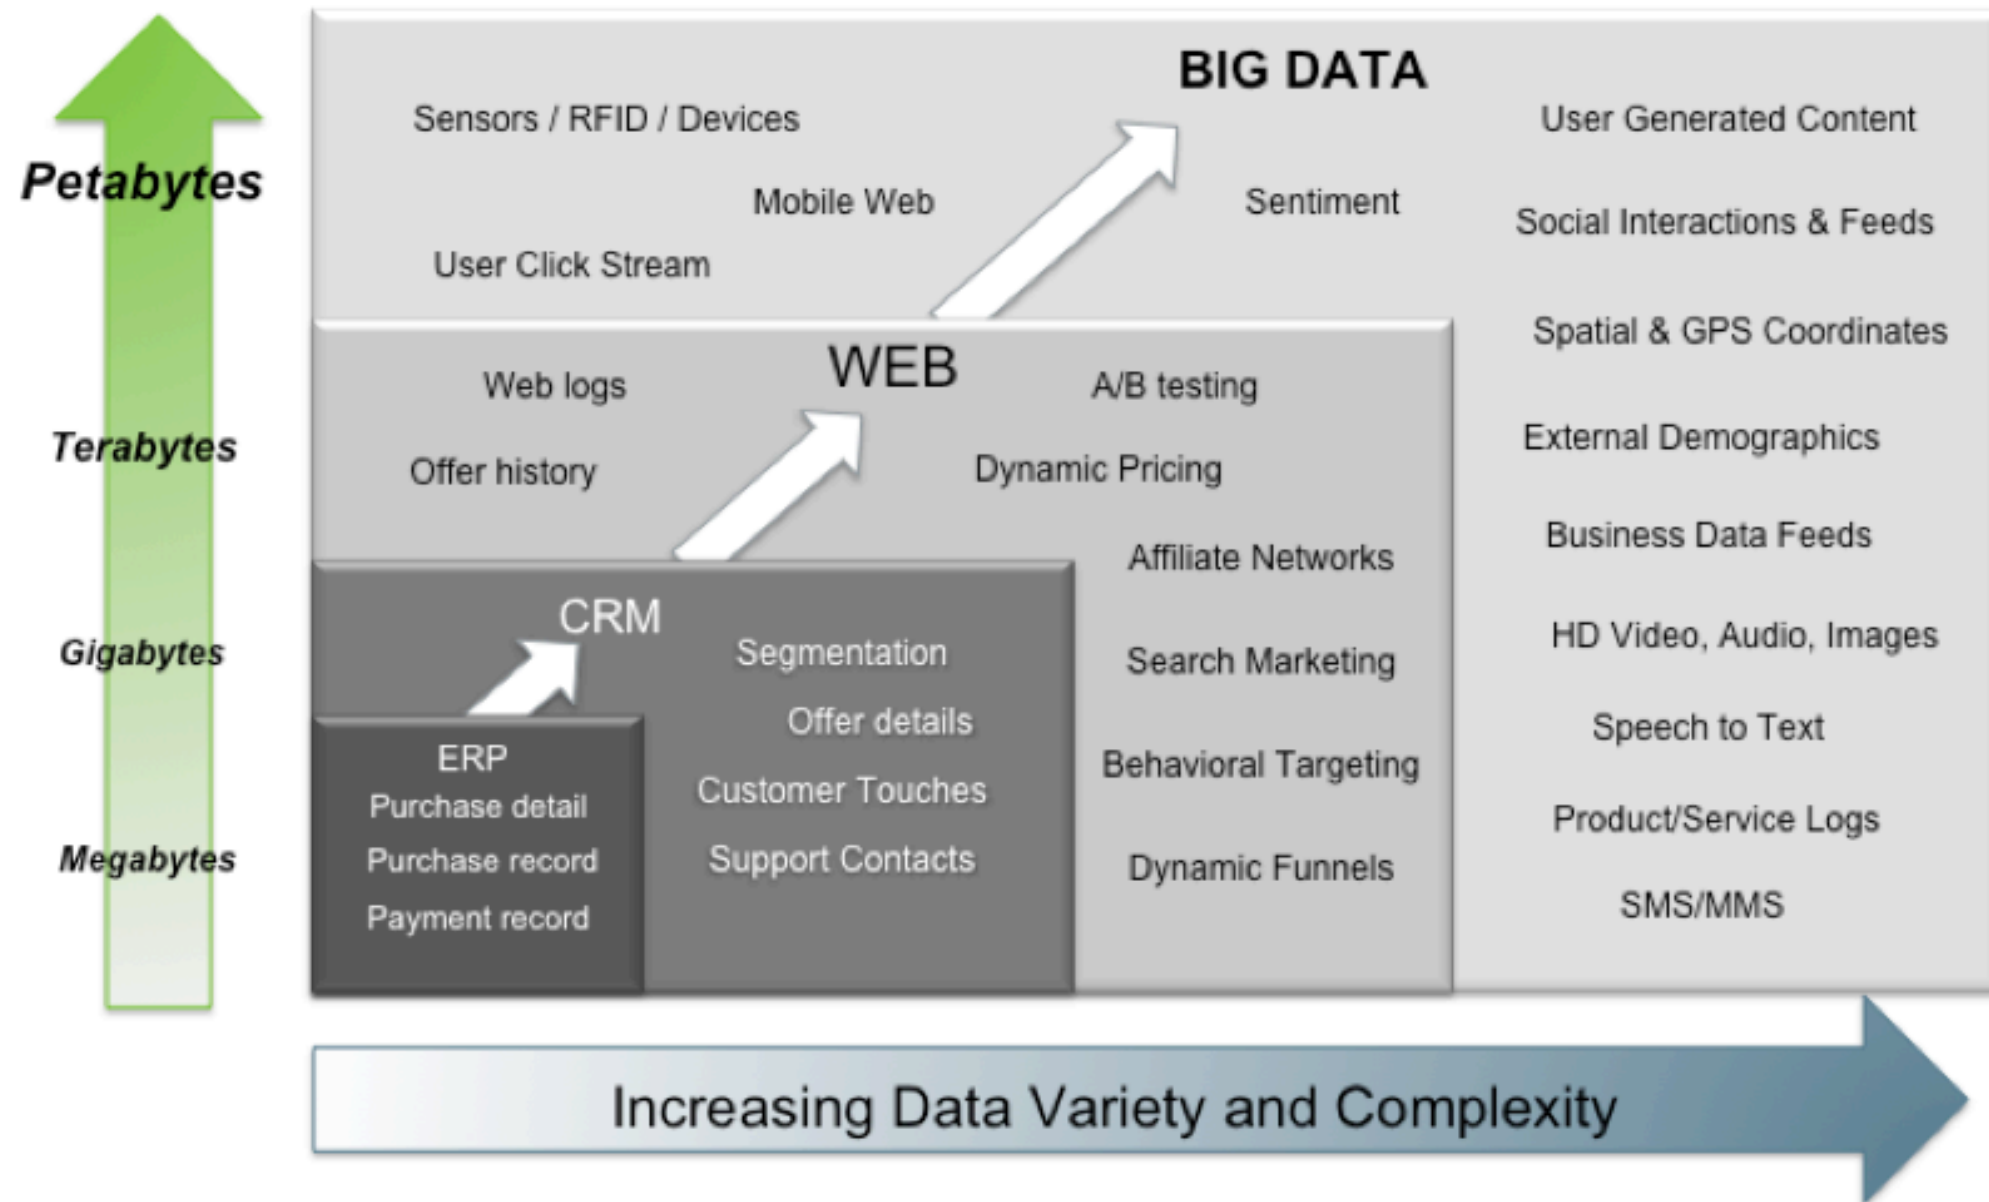 BIG DATA
Sensors / RFID / Devices
User Generated Content
Petabytes
Mobile Web
Sentiment
Social Interactions & Feeds
User Click Stream
Spatial & GPS Coordinates
WEB
Web logs
A/B testing
Terabytes
External Demographics
Offer history
Dynamic Pricing
Business Data Feeds
Affiliate Networks
CRM
HD Video, Audio, Images
Gigabytes
Segmentation
Search Marketing
Offer details
Speech to Text
ERP
Behavioral Targeting
Customer Touches
Purchase detail
Product/Service Logs
Megabytes
Purchase record
Support Contacts
Dynamic Funnels
SMS/MMS
Payment record
Increasing Data Variety and Complexity